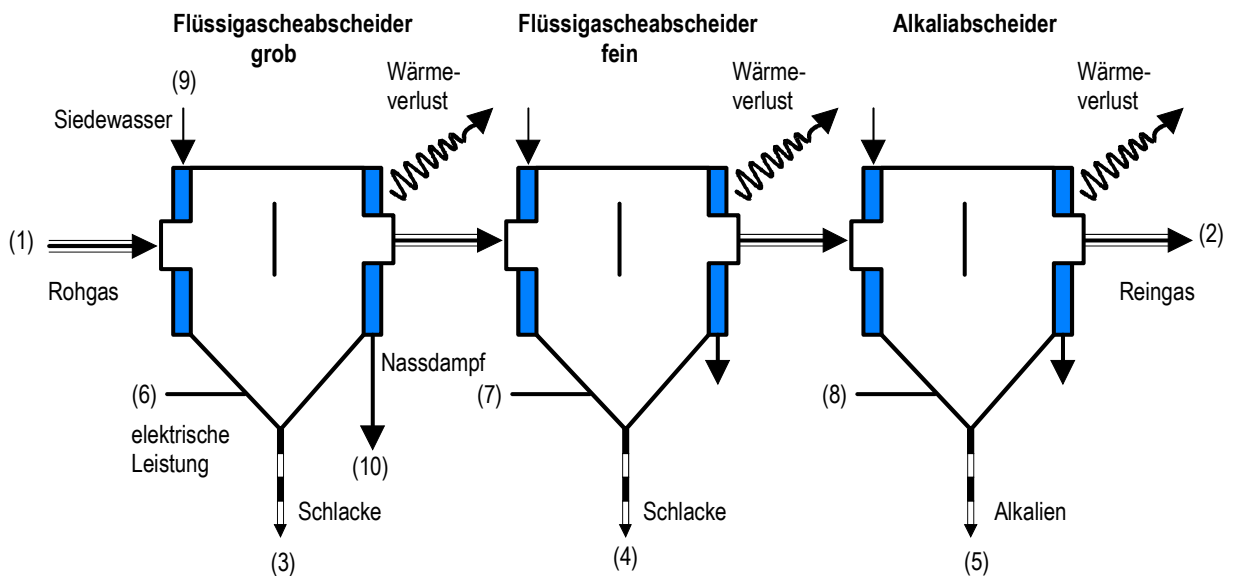 Flüssigascheabscheider
grob
Flüssigascheabscheider
fein
Alkaliabscheider
(9)
Siedewasser
Wärme-
verlust
Wärme-
verlust
Wärme-
verlust
(1)
Rohgas
(2)
Reingas
(6)
elektrische
Leistung
Nassdampf
(10)
(7)
(8)
Schlacke
(3)
Schlacke
(4)
Alkalien
(5)